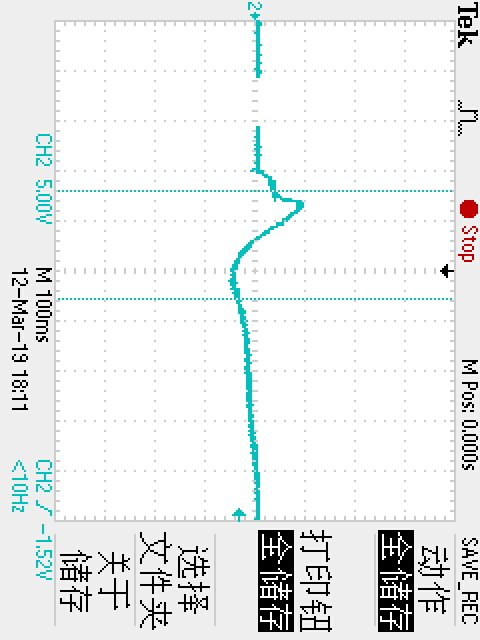 Tek
Stop
M Pos: 0.000s
SAVE_REC
2
动作
全储存
打印钮
全储存
选择
文件夹
关于
储存
CH2 5.00V
M 100ms
CH2 / -1.52V
12-Mar-19 18:11
<10Hz